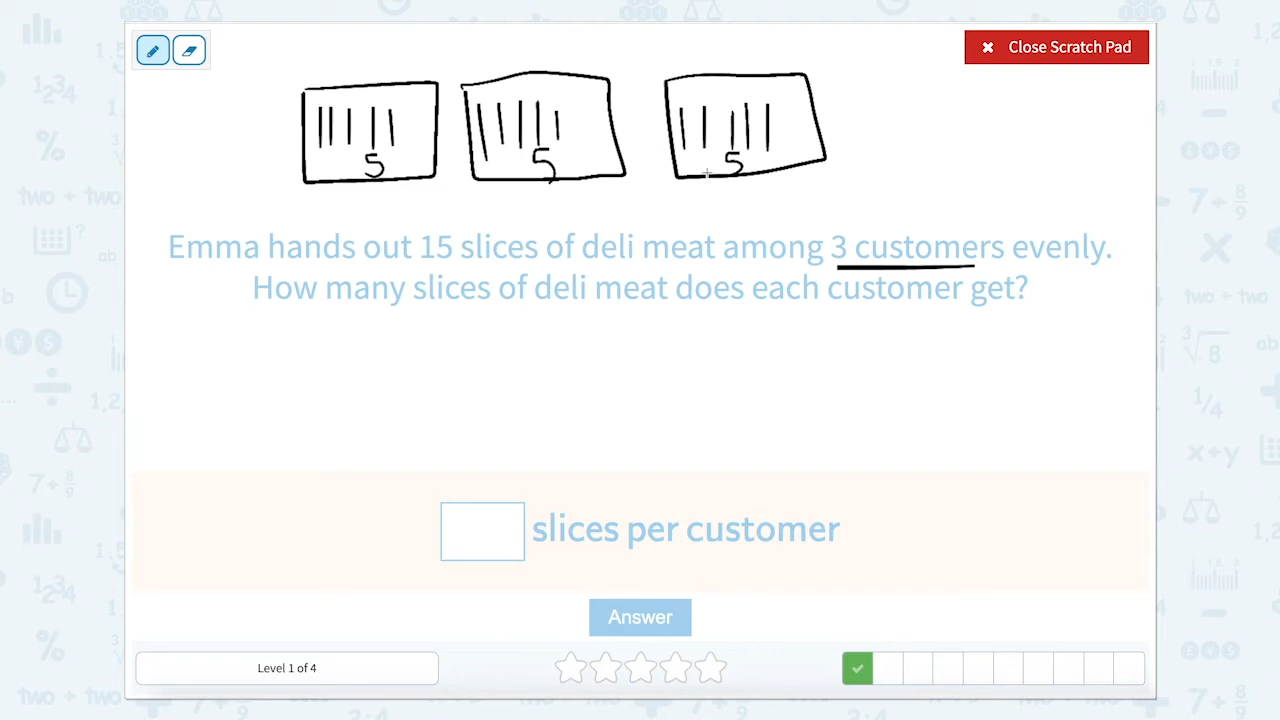 Close Scratch Pad
5 5 5
Emma hands out 15 slices of deli meat among 3 customers evenly.
How many slices of deli meat does each customer get?
slices per customer
Answer
Level 1 of 4